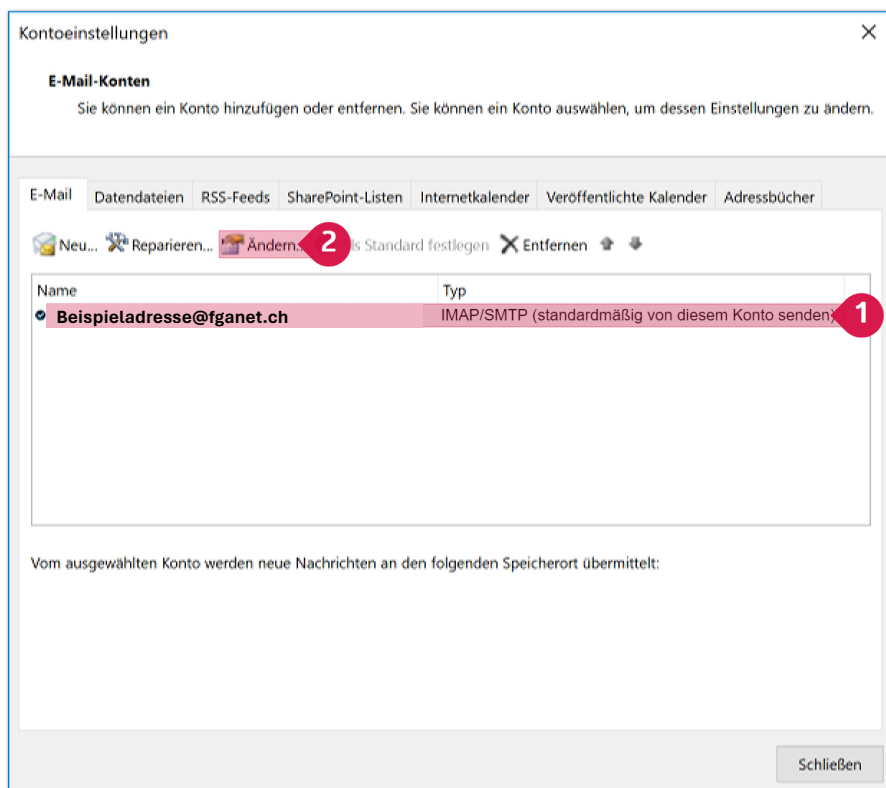 Kontoeinstellungen
E-Mail-Konten
Sie können ein Konto hinzufügen oder entfernen. Sie können ein Konto auswählen, um dessen Einstellungen zu ändern.
E-Mail Datendateien RSS-Feeds SharePoint-Listen Internetkalender Veröffentlichte Kalender Adressbücher
Neu... Reparieren... Ändern... 2 ls Standard festlegen Entfernen
Name Typ
Beispieladresse@fganet.ch IMAP/SMTP (standardmäßig von diesem Konto senden) 1
Vom ausgewählten Konto werden neue Nachrichten an den folgenden Speicherort übermittelt:
Schließen